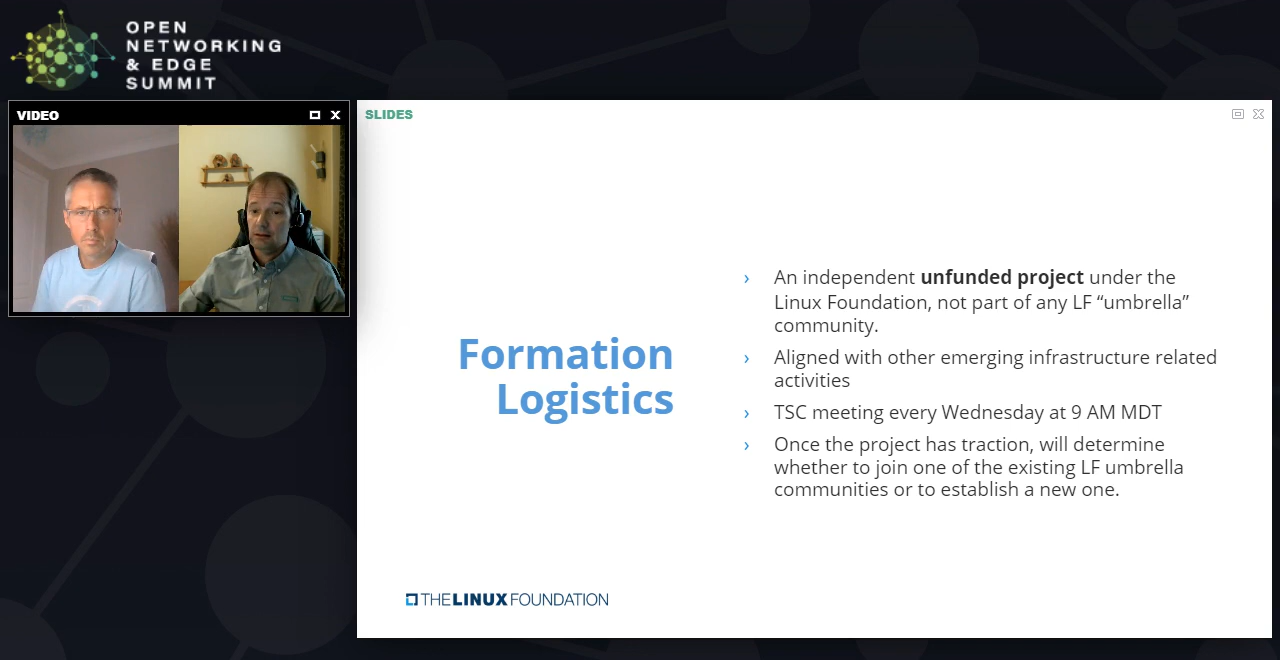 OPEN
NETWORKING
& EDGE
SUMMIT
VIDEO
SLIDES
Formation
Logistics
› An independent unfunded project under the
Linux Foundation, not part of any LF “umbrella”
community.
› Aligned with other emerging infrastructure related
activities
› TSC meeting every Wednesday at 9 AM MDT
› Once the project has traction, will determine
whether to join one of the existing LF umbrella
communities or to establish a new one.
THE LINUX FOUNDATION